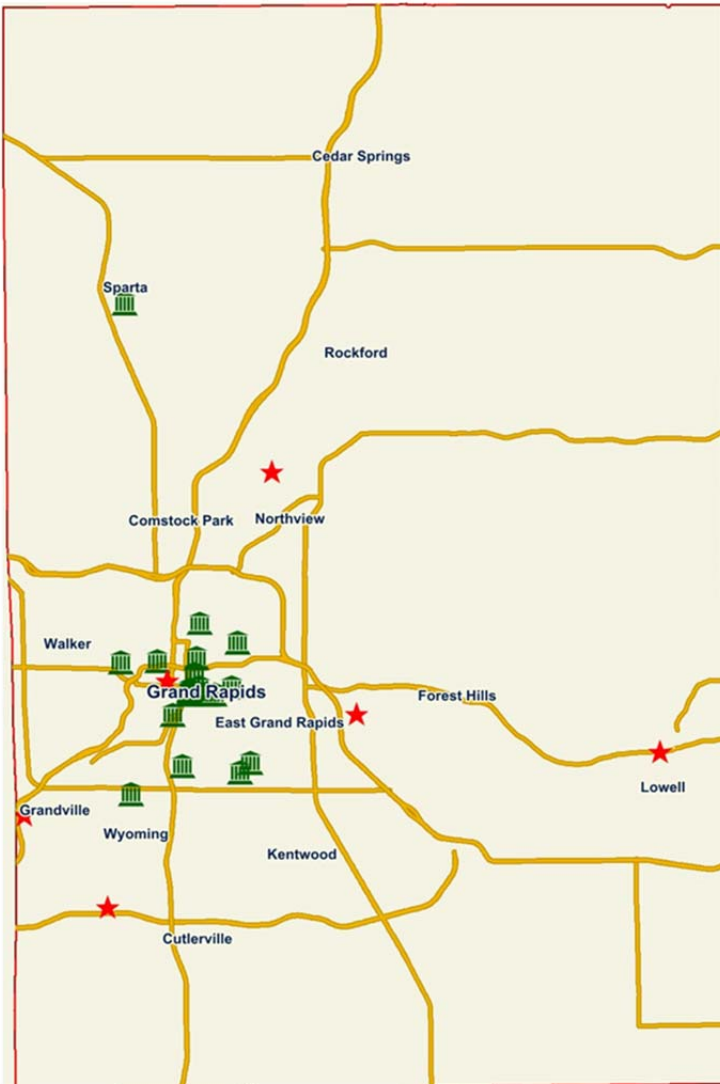 Cedar Springs
Sparta
Rockford
Comstock Park
Northview
Walker
Grand Rapids
Forest Hills
East Grand Rapids
Lowell
Grandville
Wyoming
Kentwood
Cutlerville